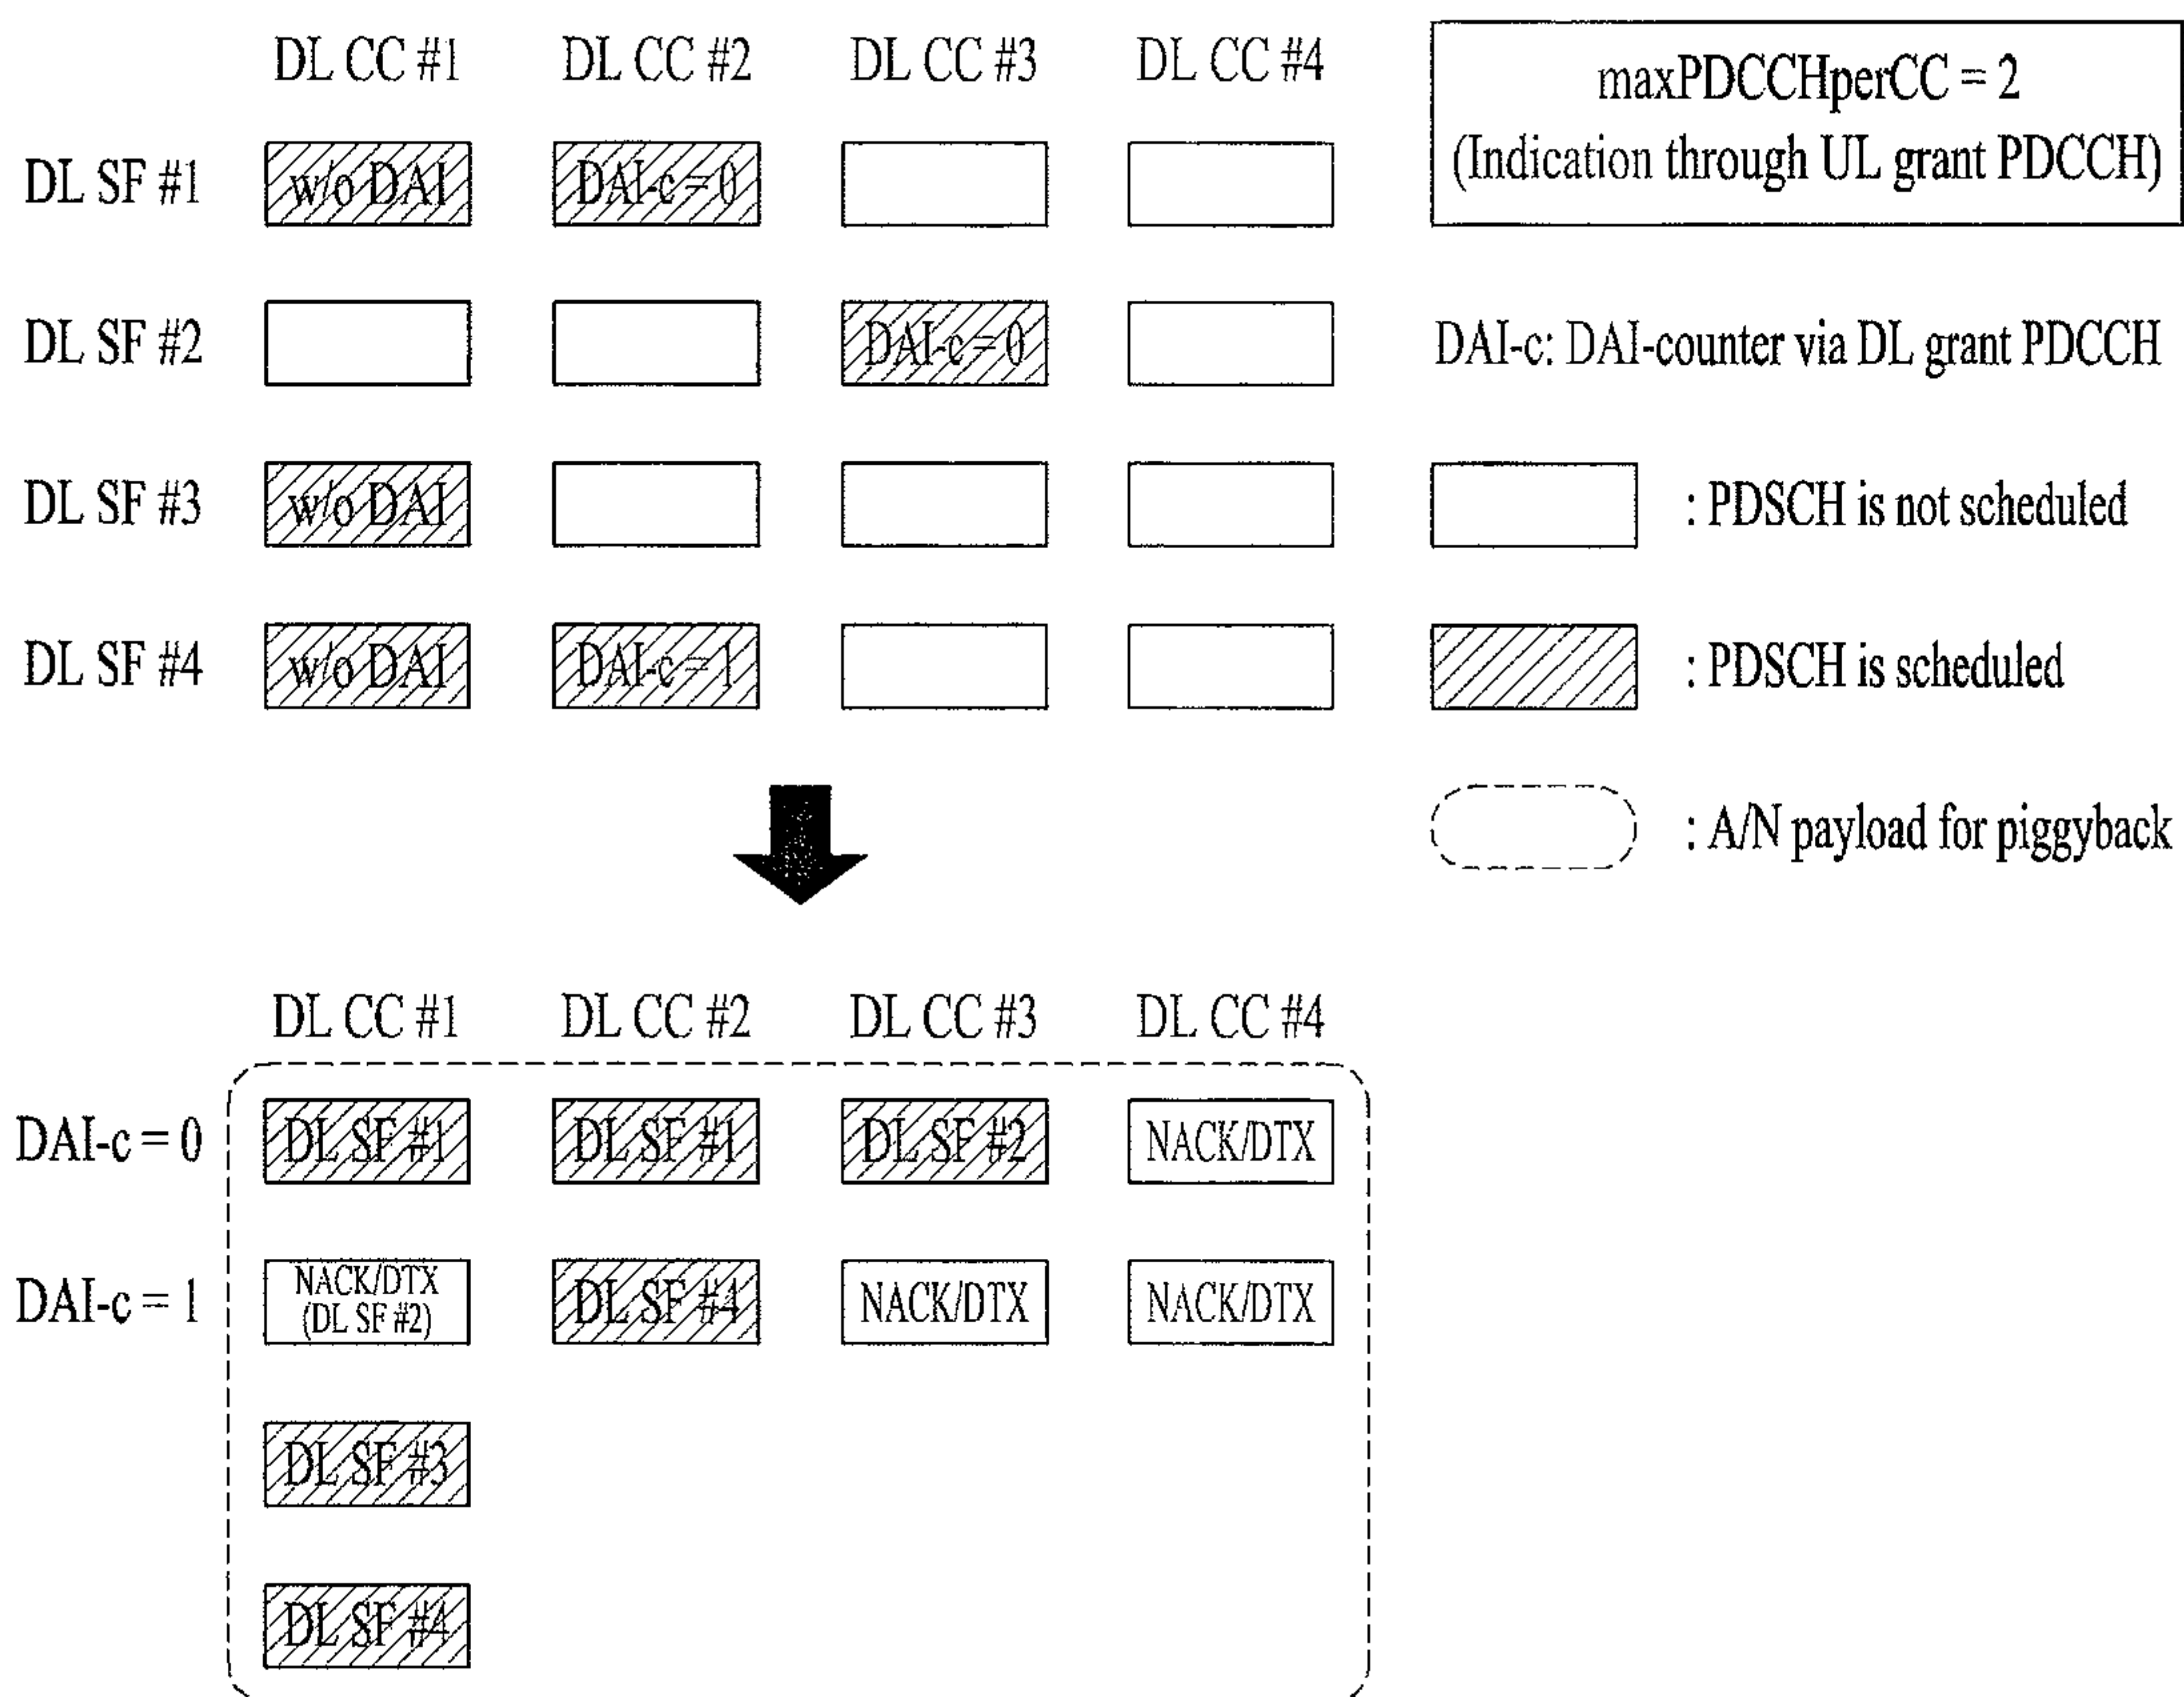 DL CC #1 DL CC #2 DL CC #3 DL CC #4
maxPDCCHperCC = 2
(Indication through UL grant PDCCH)
DL SF #1 w/o DAI DAI-c = 0
DL SF #2 DAI-c = 0
DAI-c: DAI-counter via DL grant PDCCH
DL SF #3 w/o DAI
: PDSCH is not scheduled
DL SF #4 w/o DAI DAI-c = 1
: PDSCH is scheduled
: A/N payload for piggyback
DL CC #1 DL CC #2 DL CC #3 DL CC #4
DAI-c = 0 DL SF #1 DL SF #1 DL SF #2 NACK/DTX
DAI-c = 1 NACK/DTX
(DL SF #2) DL SF #4 NACK/DTX NACK/DTX
DL SF #3
DL SF #4